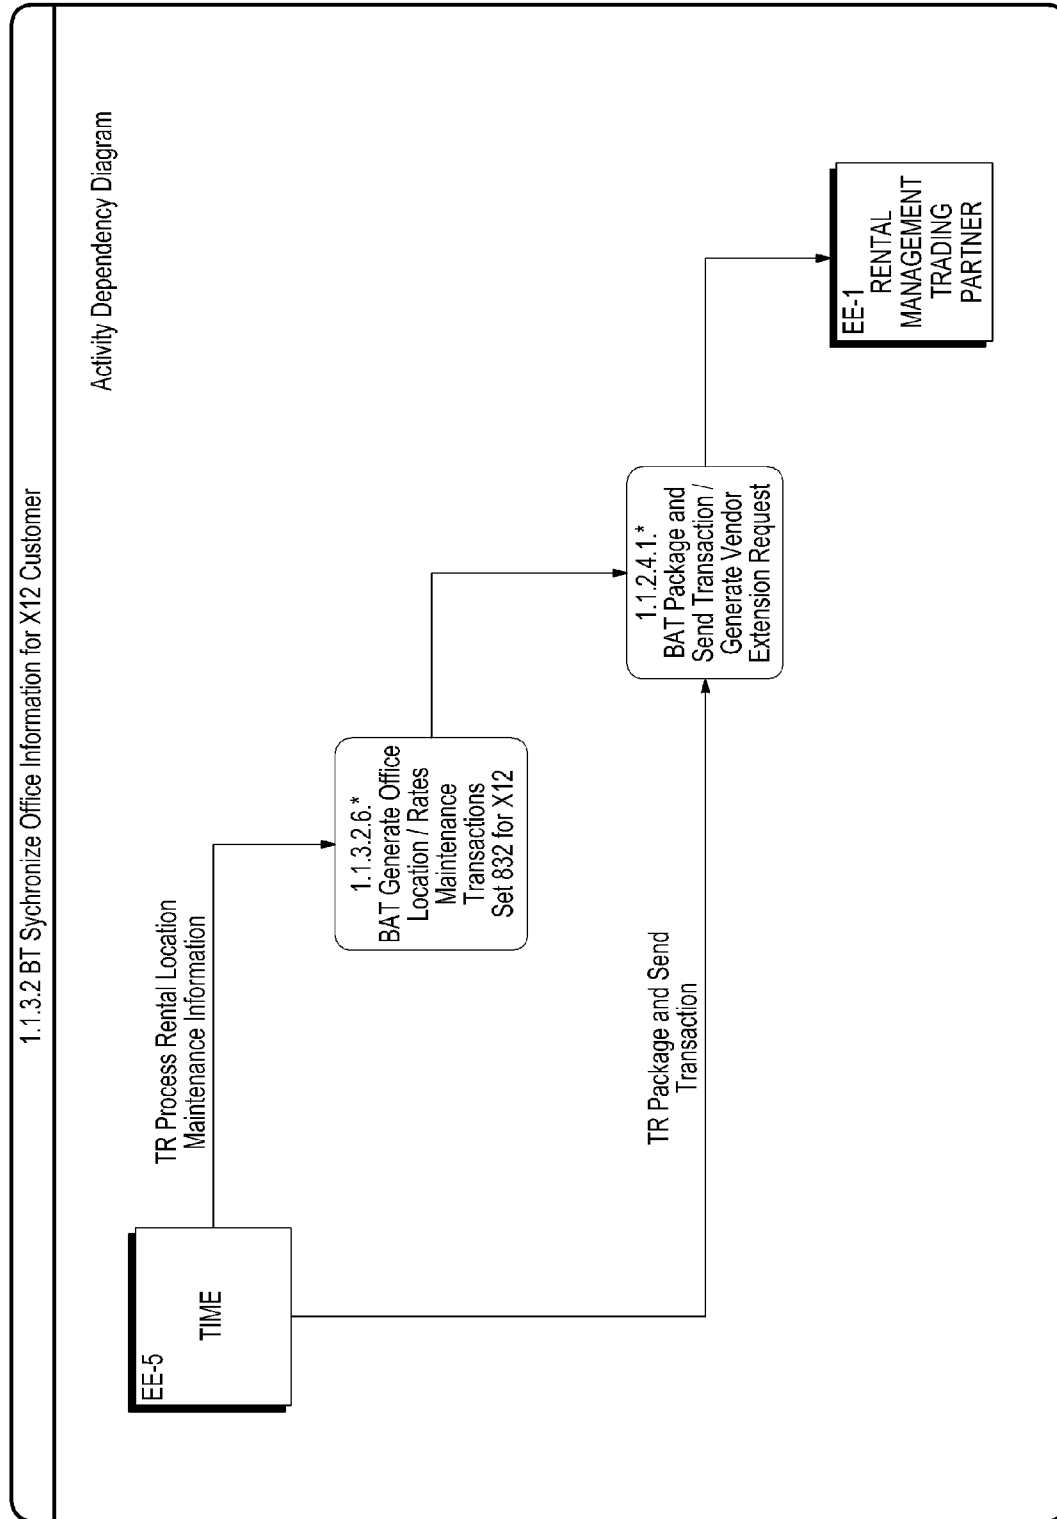 1.1.3.2 BT Sychronize Office Information for X12 Customer
Activity Dependency Diagram
EE-5
TIME
TR Process Rental Location
Maintenance Information
1.1.3.2.6.*
BAT Generate Office
Location / Rates
Maintenance
Transactions
Set 832 for X12
TR Package and Send
Transaction
1.1.2.4.1.*
BAT Package and
Send Transaction /
Generate Vendor
Extension Request
EE-1
RENTAL
MANAGEMENT
TRADING
PARTNER